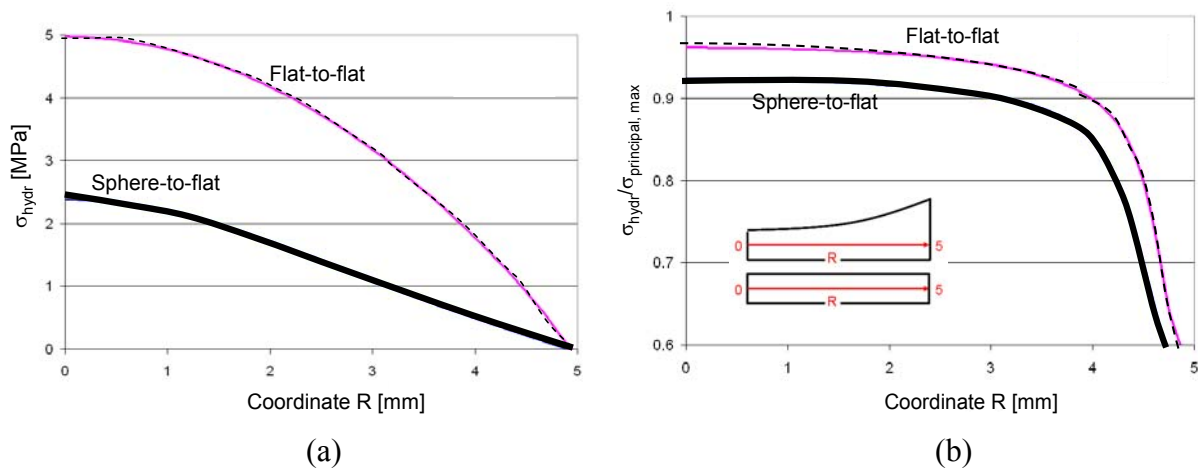 5
4
3
2
1
0
σhydr [MPa]
Flat-to-flat
Sphere-to-flat
0 1 2 3 4 5
Coordinate R [mm]
(a)
1
0.9
0.8
0.7
0.6
σhydr/σprincipal, max
Flat-to-flat
Sphere-to-flat
0 R 5
0 R 5
0 1 2 3 4 5
Coordinate R [mm]
(b)